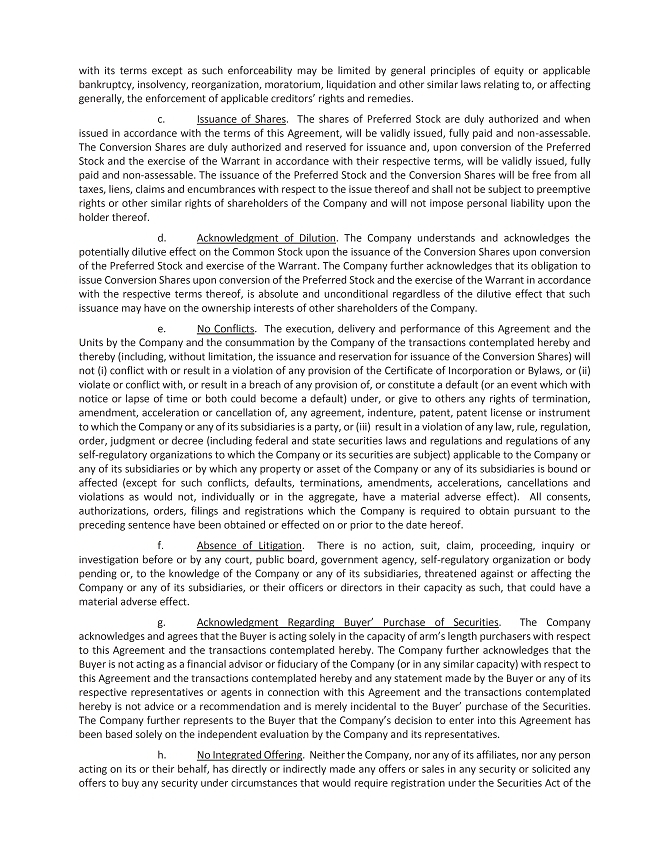 with its terms except as such enforceability may be limited by general principles of equity or applicable
bankruptcy, insolvency, reorganization, moratorium, liquidation and other similar laws relating to, or affecting
generally, the enforcement of applicable creditors' rights and remedies.
c. Issuance of Shares. The shares of Preferred Stock are duly authorized and when
issued in accordance with the terms of this Agreement, will be validly issued, fully paid and non-assessable.
The Conversion Shares are duly authorized and reserved for issuance and, upon conversion of the Preferred
Stock and the exercise of the Warrant in accordance with their respective terms, will be validly issued, fully
paid and non-assessable. The issuance of the Preferred Stock and the Conversion Shares will be free from all
taxes, liens, claims and encumbrances with respect to the issue thereof and shall not be subject to preemptive
rights or other similar rights of shareholders of the Company and will not impose personal liability upon the
holder thereof.
d. Acknowledgment of Dilution. The Company understands and acknowledges the
potentially dilutive effect on the Common Stock upon the issuance of the Conversion Shares upon conversion
of the Preferred Stock and exercise of the Warrant. The Company further acknowledges that its obligation to
issue Conversion Shares upon conversion of the Preferred Stock and the exercise of the Warrant in accordance
with the respective terms thereof, is absolute and unconditional regardless of the dilutive effect that such
issuance may have on the ownership interests of other shareholders of the Company.
e. No Conflicts. The execution, delivery and performance of this Agreement and the
Units by the Company and the consummation by the Company of the transactions contemplated hereby and
thereby (including, without limitation, the issuance and reservation for issuance of the Conversion Shares) will
not (i) conflict with or result in a violation of any provision of the Certificate of Incorporation or Bylaws, or (ii)
violate or conflict with, or result in a breach of any provision of, or constitute a default (or an event which with
notice or lapse of time or both could become a default) under, or give to others any rights of termination,
amendment, acceleration or cancellation of, any agreement, indenture, patent, patent license or instrument
to which the Company or any of its subsidiaries is a party, or (iii) result in a violation of any law, rule, regulation,
order, judgment or decree (including federal and state securities laws and regulations and regulations of any
self-regulatory organizations to which the Company or its securities are subject) applicable to the Company or
any of its subsidiaries or by which any property or asset of the Company or any of its subsidiaries is bound or
affected (except for such conflicts, defaults, terminations, amendments, accelerations, cancellations and
violations as would not, individually or in the aggregate, have a material adverse effect). All consents,
authorizations, orders, filings and registrations which the Company is required to obtain pursuant to the
preceding sentence have been obtained or effected on or prior to the date hereof.
f. Absence of Litigation. There is no action, suit, claim, proceeding, inquiry or
investigation before or by any court, public board, government agency, self-regulatory organization or body
pending or, to the knowledge of the Company or any of its subsidiaries, threatened against or affecting the
Company or any of its subsidiaries, or their officers or directors in their capacity as such, that could have a
material adverse effect.
g. Acknowledgment Regarding Buyer' Purchase of Securities. The Company
acknowledges and agrees that the Buyer is acting solely in the capacity of arm's length purchasers with respect
to this Agreement and the transactions contemplated hereby. The Company further acknowledges that the
Buyer is not acting as a financial advisor or fiduciary of the Company (or in any similar capacity) with respect to
this Agreement and the transactions contemplated hereby and any statement made by the Buyer or any of its
respective representatives or agents in connection with this Agreement and the transactions contemplated
hereby is not advice or a recommendation and is merely incidental to the Buyer' purchase of the Securities.
The Company further represents to the Buyer that the Company's decision to enter into this Agreement has
been based solely on the independent evaluation by the Company and its representatives.
h. No Integrated Offering. Neither the Company, nor any of its affiliates, nor any person
acting on its or their behalf, has directly or indirectly made any offers or sales in any security or solicited any
offers to buy any security under circumstances that would require registration under the Securities Act of the